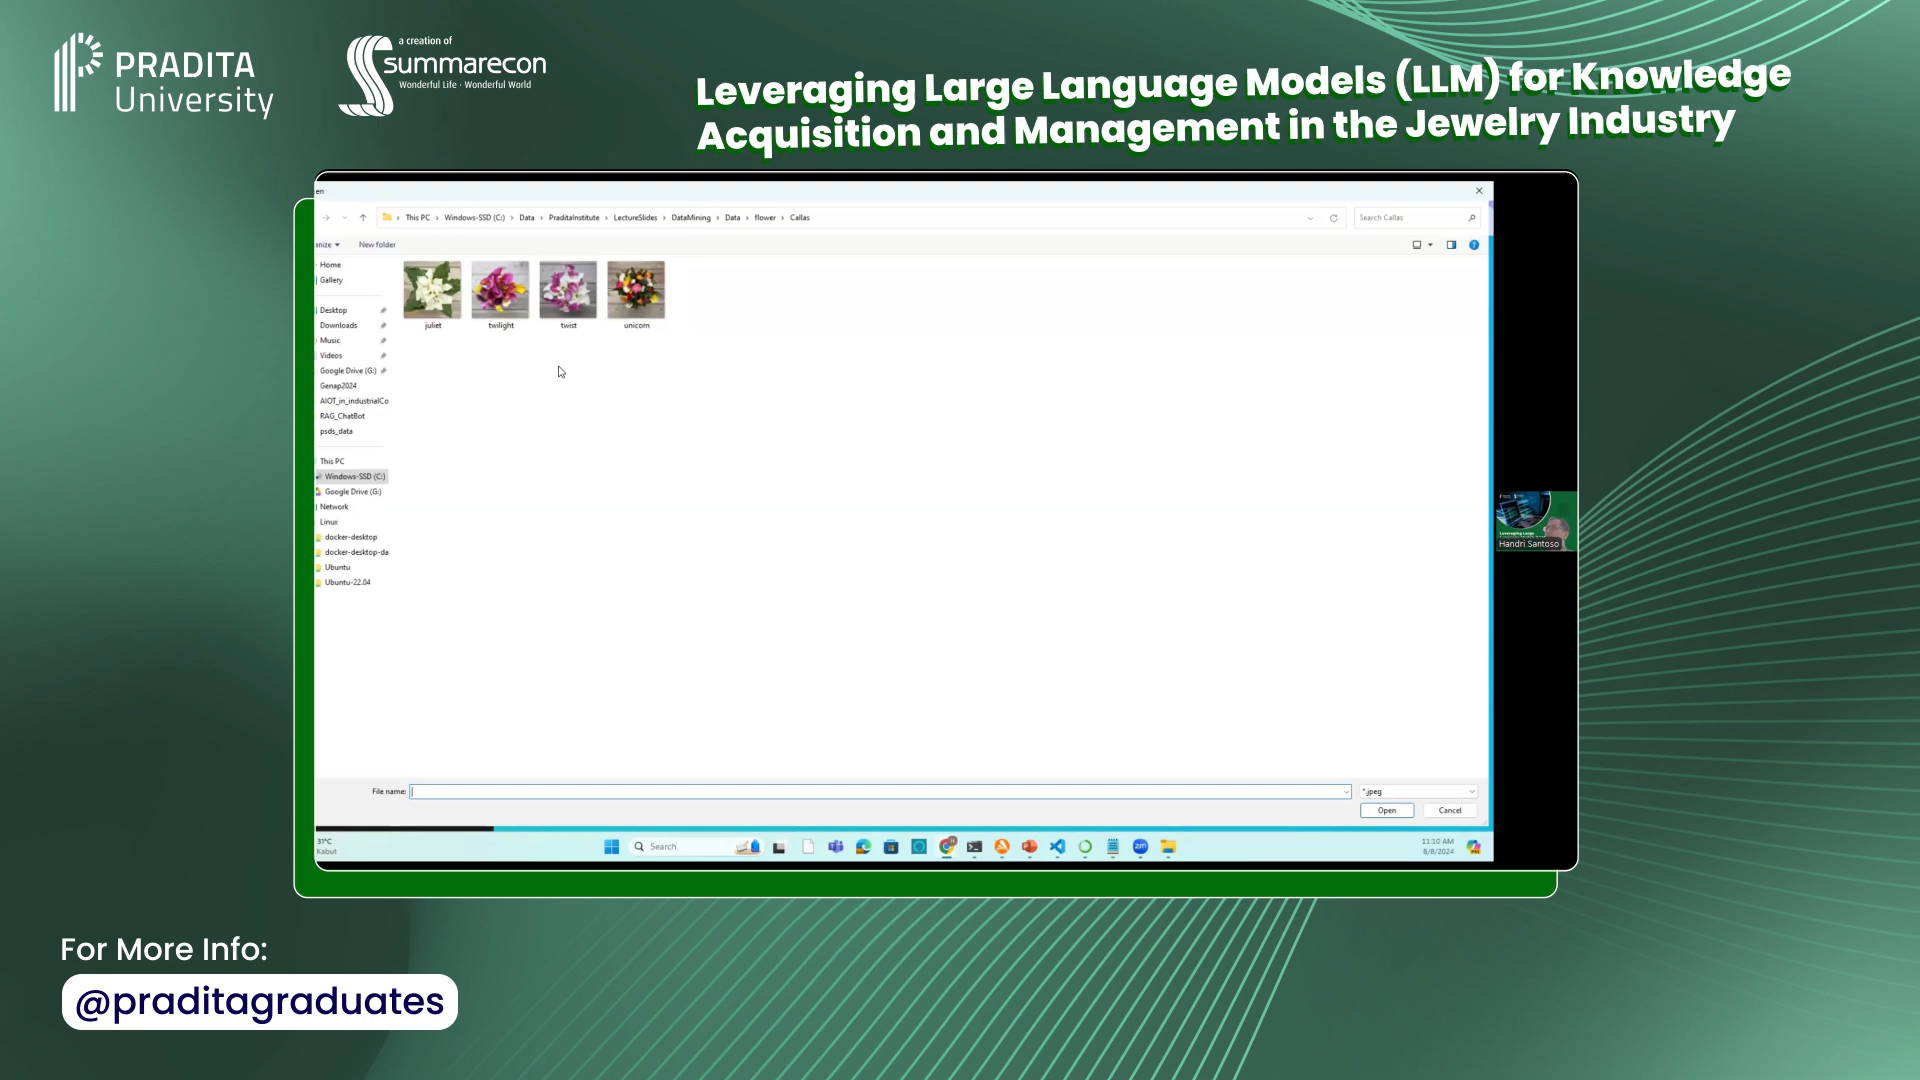 PRADITA
University
a creation of
summarecon
Wonderful Life · Wonderful World
Leveraging Large Language Models (LLM) for Knowledge
Acquisition and Management in the Jewelry Industry
en
This PC › Windows-SSD (C:) › Data › PraditaInstitute › LectureSlides › DataMining › Data › flower › Callas
Search Callas
anize
New folder
Home
Gallery
juliet
twilight
twist
unicorn
Desktop
Downloads
Music
Videos
Google Drive (G:)
Genap2024
AIOT_in_industrialCo
RAG_ChatBot
psds_data
This PC
Windows-SSD (C:)
Google Drive (G:)
Network
Linux
docker-desktop
docker-desktop-da
Ubuntu
Ubuntu-22.04
Handri Santoso
File name:
*.jpeg
Open
Cancel
31°C
Kabut
Search
zm
11:10 AM
8/8/2024
For More Info:
@praditagraduates